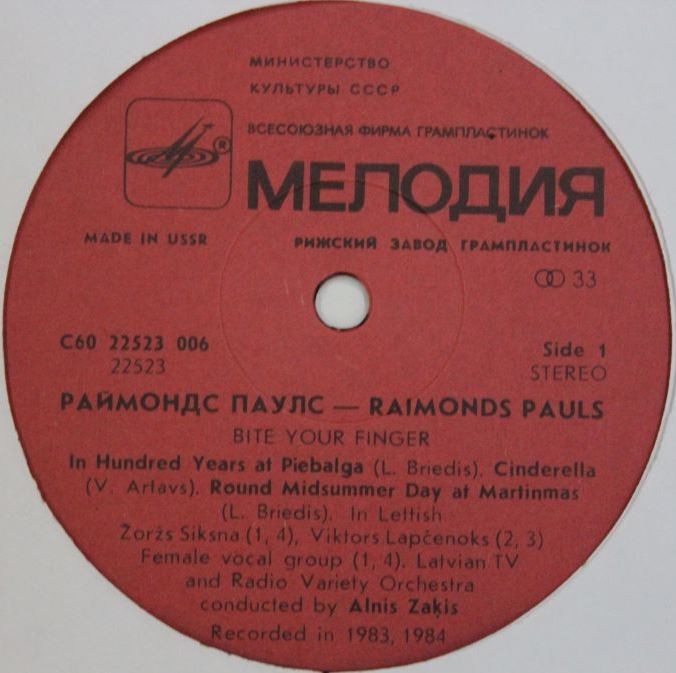 МИНИСТЕРСТВО
КУЛЬТУРЫ СССР
ВСЕСОЮЗНАЯ ФИРМА ГРАМПЛАСТИНОК
®
МЕЛОДИЯ
MADE IN USSR
РИЖСКИЙ ЗАВОД ГРАМПЛАСТИНОК
33
С60 22523 006
22523
Side 1
STEREO
РАЙМОНДС ПАУЛС — RAIMONDS PAULS
BITE YOUR FINGER
In Hundred Years at Piebalga (L. Briedis). Cinderella
(V. Artavs). Round Midsummer Day at Martinmas
(L. Briedis). In Lettish
Žoržs Siksna (1, 4), Viktors Lapčenoks (2, 3)
Female vocal group (1, 4). Latvian TV
and Radio Variety Orchestra
conducted by Alnis Zaķis
Recorded in 1983, 1984